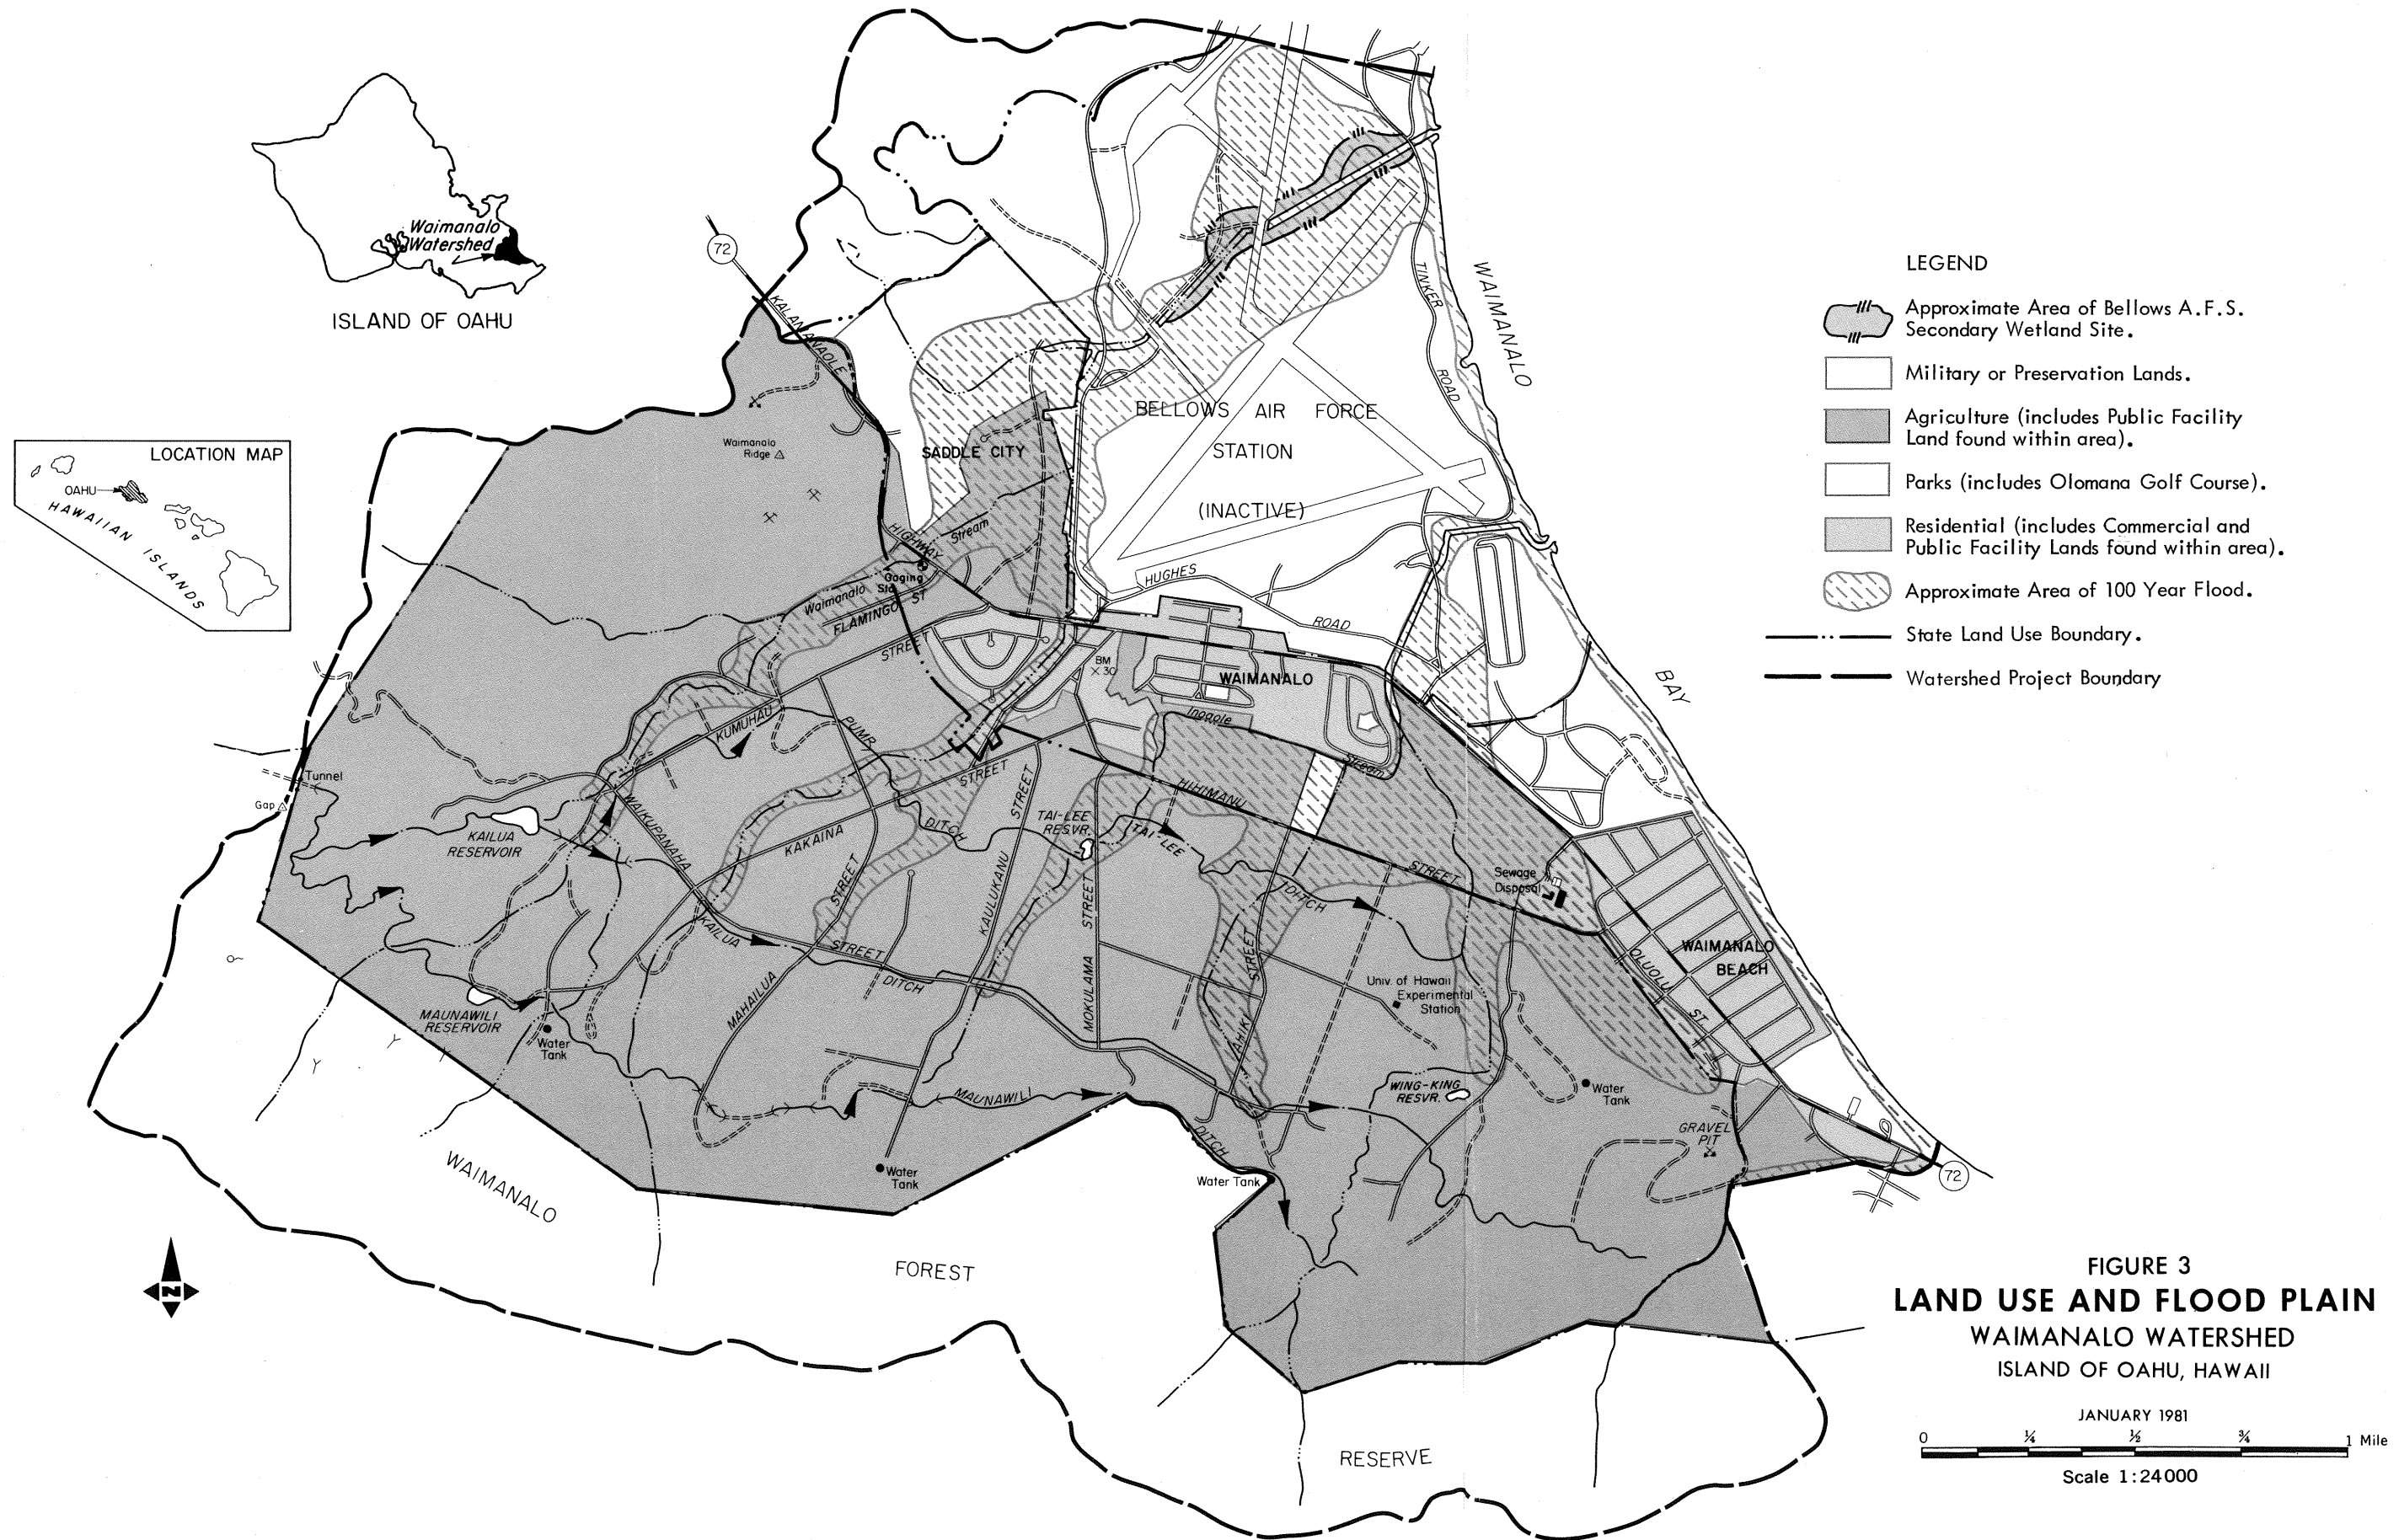 Waimanalo
Watershed
ISLAND OF OAHU
LOCATION MAP
OAHU
HAWAIIAN ISLANDS
72
KALANANAOLE
HIGHWAY
Waimanalo
Ridge
SADDLE CITY
Stream
Gaging
Sta
Waimanalo
FLAMINGO ST
STREET
KUMUHAU
PUMP
BELLOWS AIR FORCE
STATION
(INACTIVE)
TINKER
ROAD
HUGHES
ROAD
WAIMANALO
BAY
BM
X 30
WAIMANALO
Inoaole
Stream
Tunnel
Gap
KAILUA
RESERVOIR
WAIKUPANAHA
KAKAINA
STREET
DITCH
STREET
TAI-LEE
RESVR.
TAI LEE
HIHIMANU
STREET
DITCH
Sewage
Disposal
STREET
KAULUKANU
STREET
MOKULAMA
KAILUA
STREET
DITCH
MAHAILUA
STREET
AHIKI
Univ. of Hawaii
Experimental
Station
OLUOLU
ST
WAIMANALO
BEACH
MAUNAWILI
RESERVOIR
Water
Tank
MAUNAWILI
WING-KING
RESVR.
Water
Tank
GRAVEL
PIT
DITCH
Water
Tank
Water Tank
72
WAIMANALO
FOREST
RESERVE
N
LEGEND
Approximate Area of Bellows A.F.S.
Secondary Wetland Site.
Military or Preservation Lands.
Agriculture (includes Public Facility
Land found within area).
Parks (includes Olomana Golf Course).
Residential (includes Commercial and
Public Facility Lands found within area).
Approximate Area of 100 Year Flood.
State Land Use Boundary.
Watershed Project Boundary
FIGURE 3
LAND USE AND FLOOD PLAIN
WAIMANALO WATERSHED
ISLAND OF OAHU, HAWAII
JANUARY 1981
0 ¼ ½ ¾ 1 Mile
Scale 1:24000